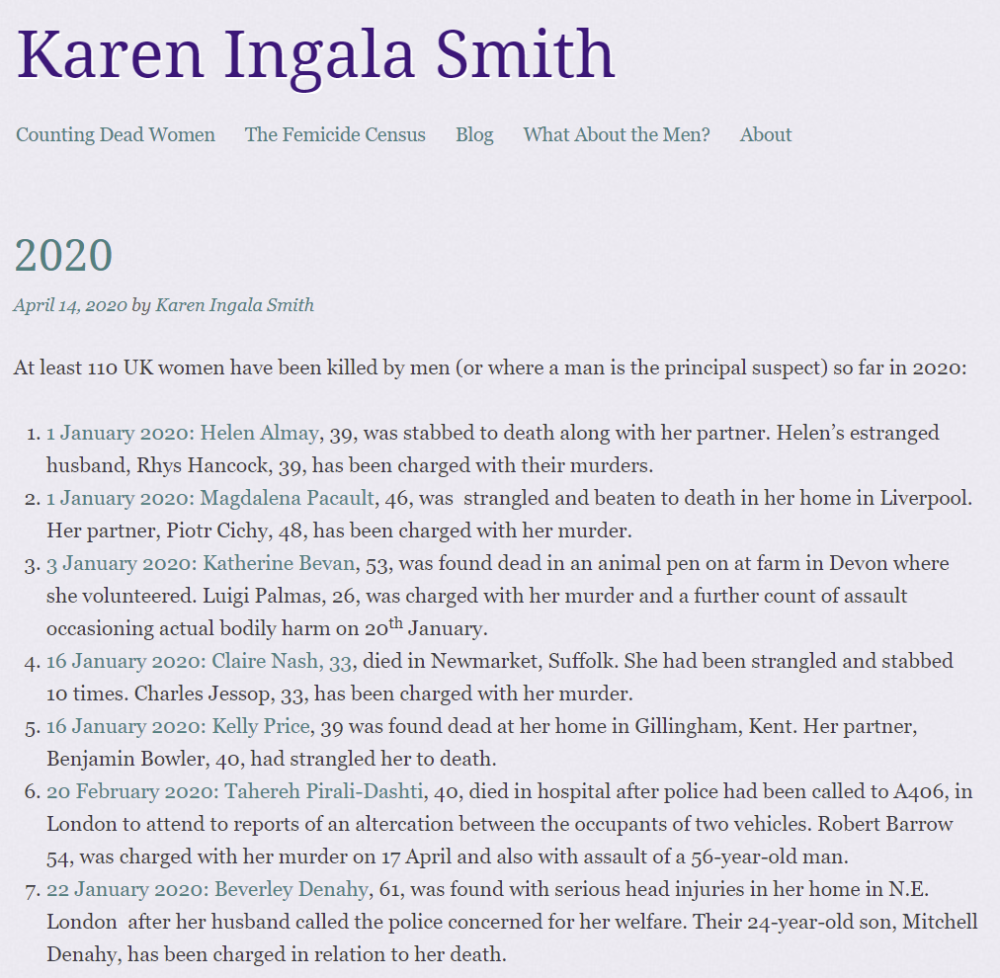 Karen Ingala Smith
Counting Dead Women The Femicide Census Blog What About the Men? About
2020
April 14, 2020 by Karen Ingala Smith
At least 110 UK women have been killed by men (or where a man is the principal suspect) so far in 2020:
1. 1 January 2020: Helen Almay, 39, was stabbed to death along with her partner. Helen’s estranged
husband, Rhys Hancock, 39, has been charged with their murders.
2. 1 January 2020: Magdalena Pacault, 46, was  strangled and beaten to death in her home in Liverpool.
Her partner, Piotr Cichy, 48, has been charged with her murder.
3. 3 January 2020: Katherine Bevan, 53, was found dead in an animal pen on at farm in Devon where
she volunteered. Luigi Palmas, 26, was charged with her murder and a further count of assault
occasioning actual bodily harm on 20th January.
4. 16 January 2020: Claire Nash, 33, died in Newmarket, Suffolk. She had been strangled and stabbed
10 times. Charles Jessop, 33, has been charged with her murder.
5. 16 January 2020: Kelly Price, 39 was found dead at her home in Gillingham, Kent. Her partner,
Benjamin Bowler, 40, had strangled her to death.
6. 20 February 2020: Tahereh Pirali-Dashti, 40, died in hospital after police had been called to A406, in
London to attend to reports of an altercation between the occupants of two vehicles. Robert Barrow
54, was charged with her murder on 17 April and also with assault of a 56-year-old man.
7. 22 January 2020: Beverley Denahy, 61, was found with serious head injuries in her home in N.E.
London  after her husband called the police concerned for her welfare. Their 24-year-old son, Mitchell
Denahy, has been charged in relation to her death.